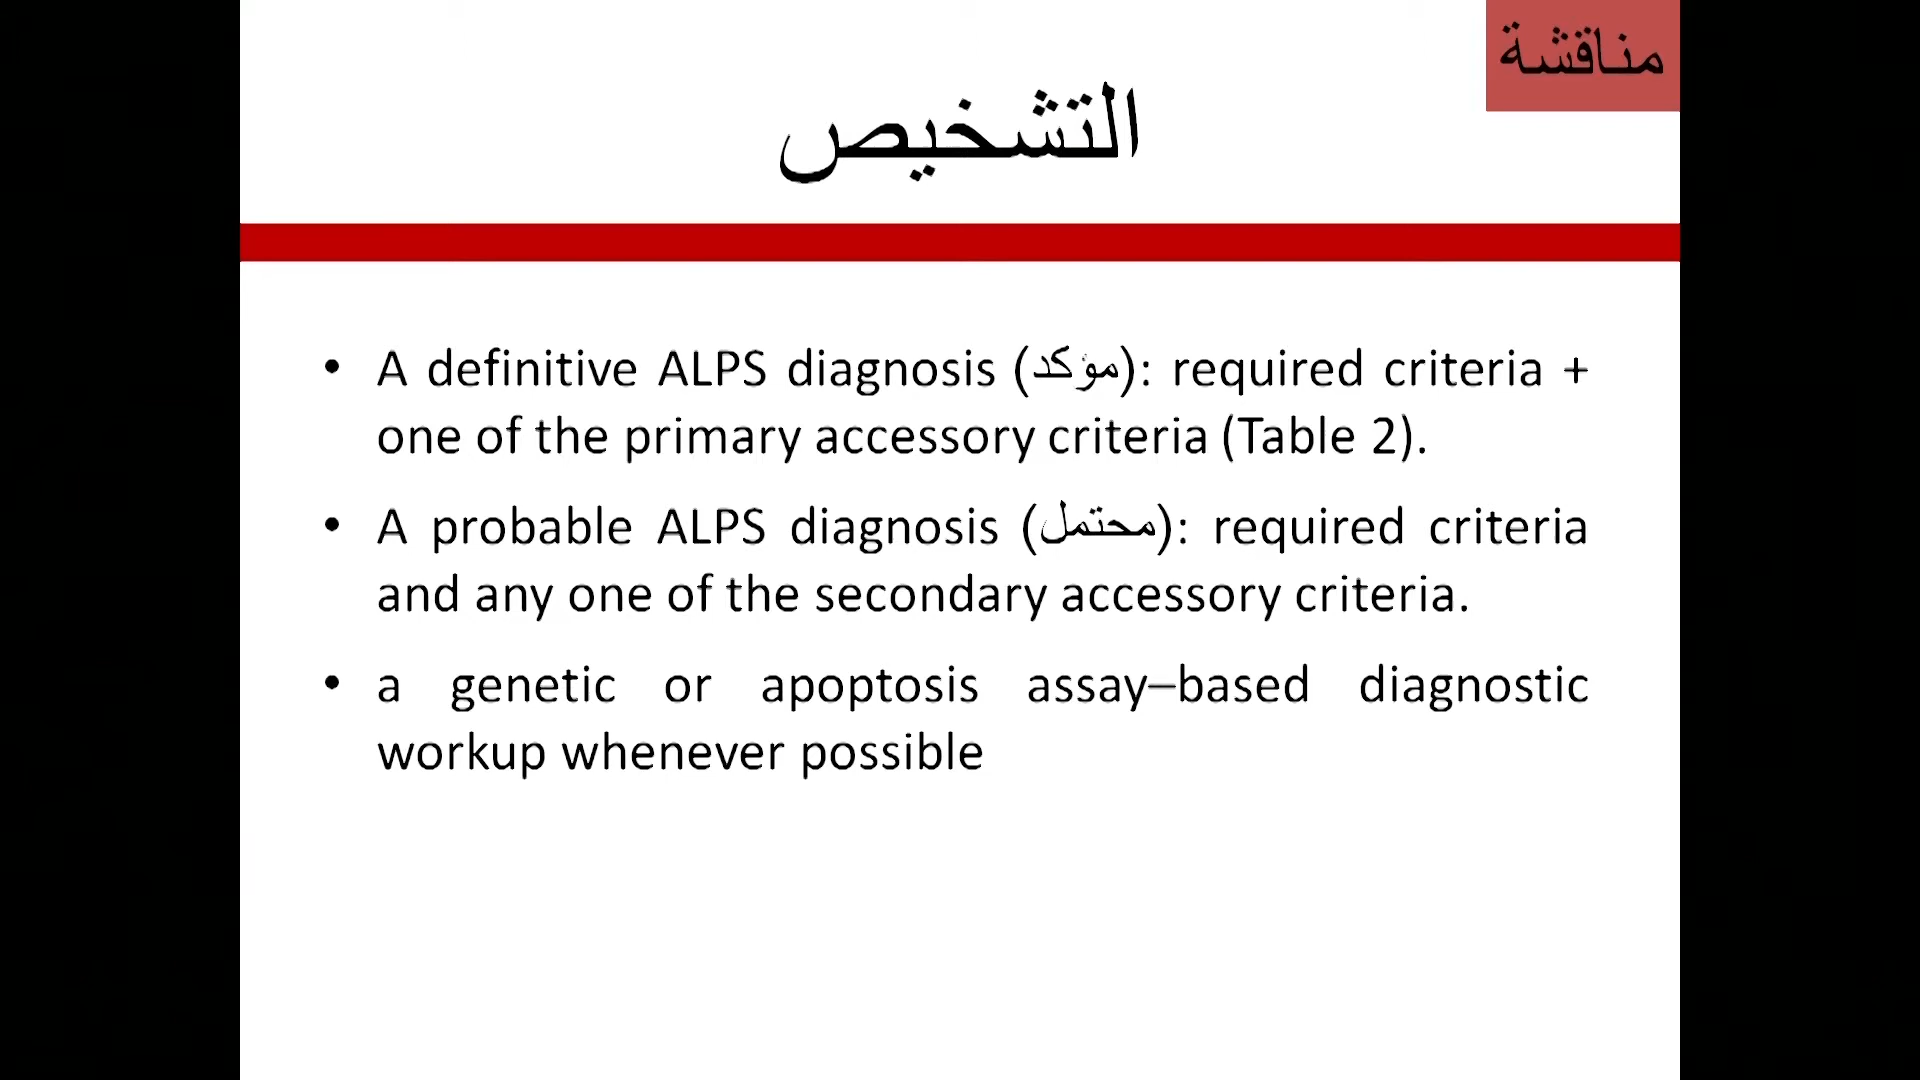 مناقشة
التشخيص
• A definitive ALPS diagnosis (مؤكد): required criteria +
one of the primary accessory criteria (Table 2).
• A probable ALPS diagnosis (محتمل): required criteria
and any one of the secondary accessory criteria.
• a genetic or apoptosis assay–based diagnostic
workup whenever possible